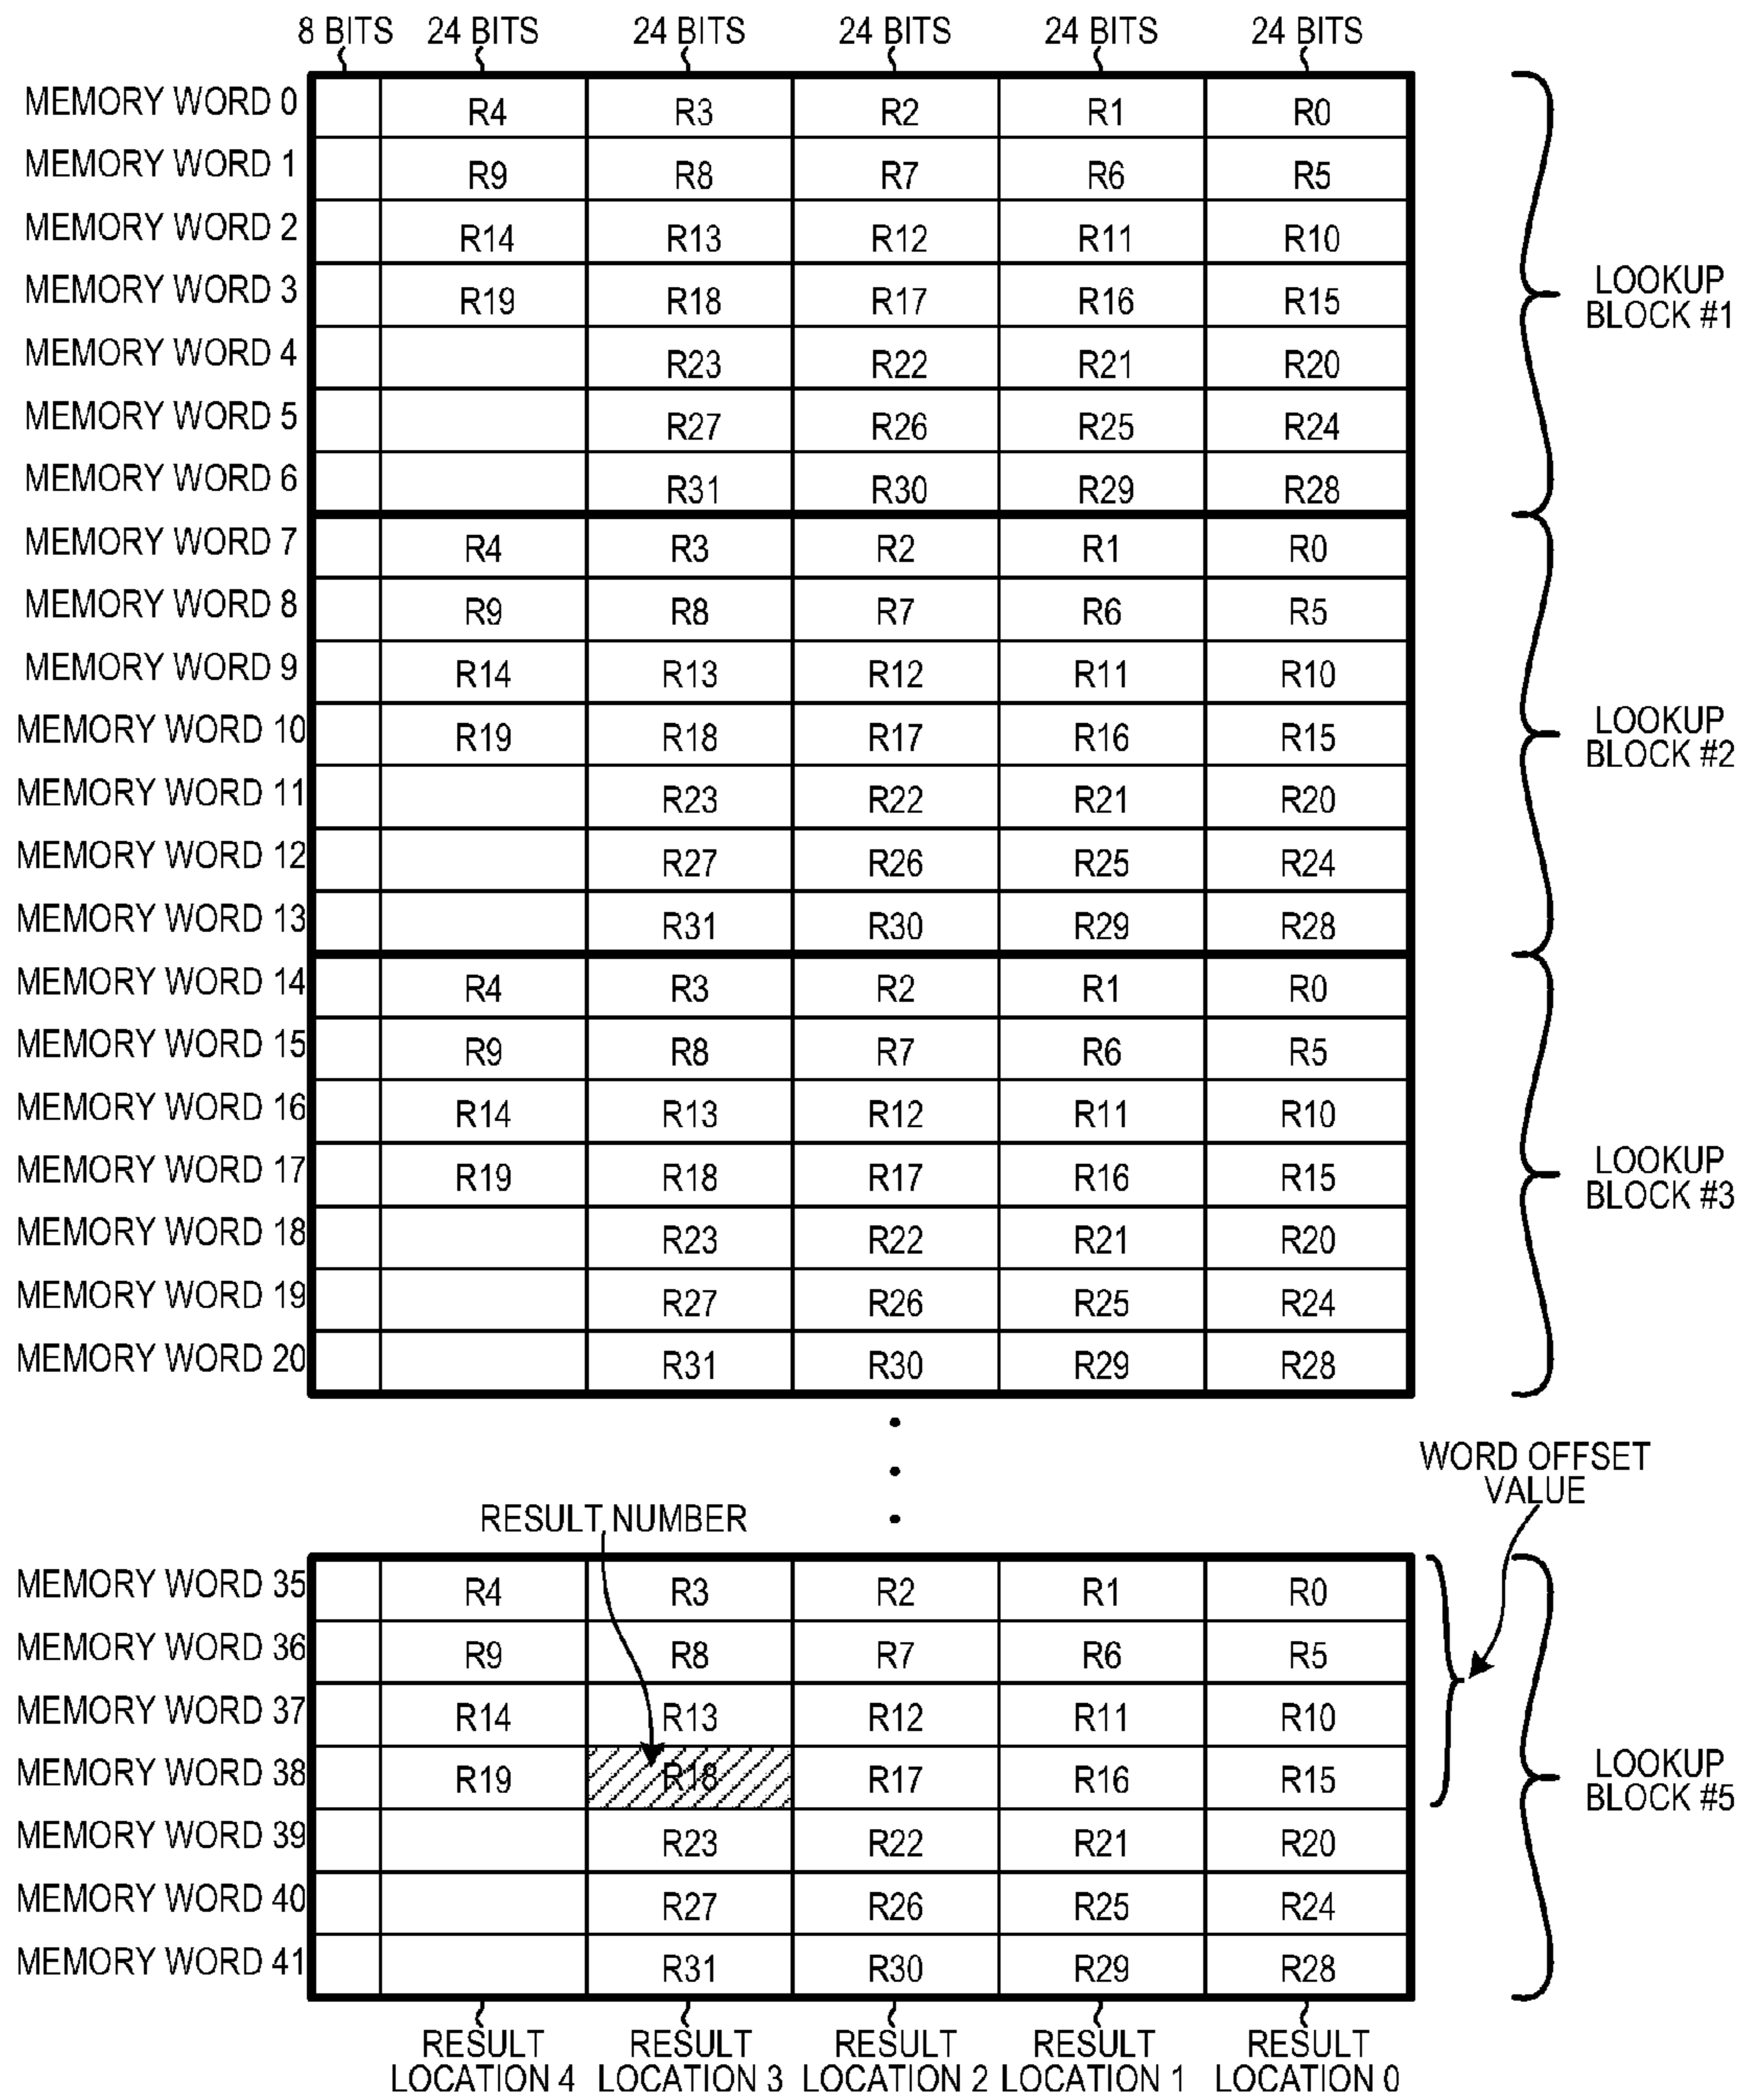 8 BITS 24 BITS 24 BITS 24 BITS 24 BITS 24 BITS
MEMORY WORD 0 R4 R3 R2 R1 R0
MEMORY WORD 1 R9 R8 R7 R6 R5
MEMORY WORD 2 R14 R13 R12 R11 R10
MEMORY WORD 3 R19 R18 R17 R16 R15
LOOKUP
BLOCK #1
MEMORY WORD 4 R23 R22 R21 R20
MEMORY WORD 5 R27 R26 R25 R24
MEMORY WORD 6 R31 R30 R29 R28
MEMORY WORD 7 R4 R3 R2 R1 R0
MEMORY WORD 8 R9 R8 R7 R6 R5
MEMORY WORD 9 R14 R13 R12 R11 R10
MEMORY WORD 10 R19 R18 R17 R16 R15
LOOKUP
BLOCK #2
MEMORY WORD 11 R23 R22 R21 R20
MEMORY WORD 12 R27 R26 R25 R24
MEMORY WORD 13 R31 R30 R29 R28
MEMORY WORD 14 R4 R3 R2 R1 R0
MEMORY WORD 15 R9 R8 R7 R6 R5
MEMORY WORD 16 R14 R13 R12 R11 R10
MEMORY WORD 17 R19 R18 R17 R16 R15
LOOKUP
BLOCK #3
MEMORY WORD 18 R23 R22 R21 R20
MEMORY WORD 19 R27 R26 R25 R24
MEMORY WORD 20 R31 R30 R29 R28
WORD OFFSET
VALUE
RESULT NUMBER
MEMORY WORD 35 R4 R3 R2 R1 R0
MEMORY WORD 36 R9 R8 R7 R6 R5
MEMORY WORD 37 R14 R13 R12 R11 R10
MEMORY WORD 38 R19 R18 R17 R16 R15
LOOKUP
BLOCK #5
MEMORY WORD 39 R23 R22 R21 R20
MEMORY WORD 40 R27 R26 R25 R24
MEMORY WORD 41 R31 R30 R29 R28
RESULT RESULT RESULT RESULT RESULT
LOCATION 4 LOCATION 3 LOCATION 2 LOCATION 1 LOCATION 0